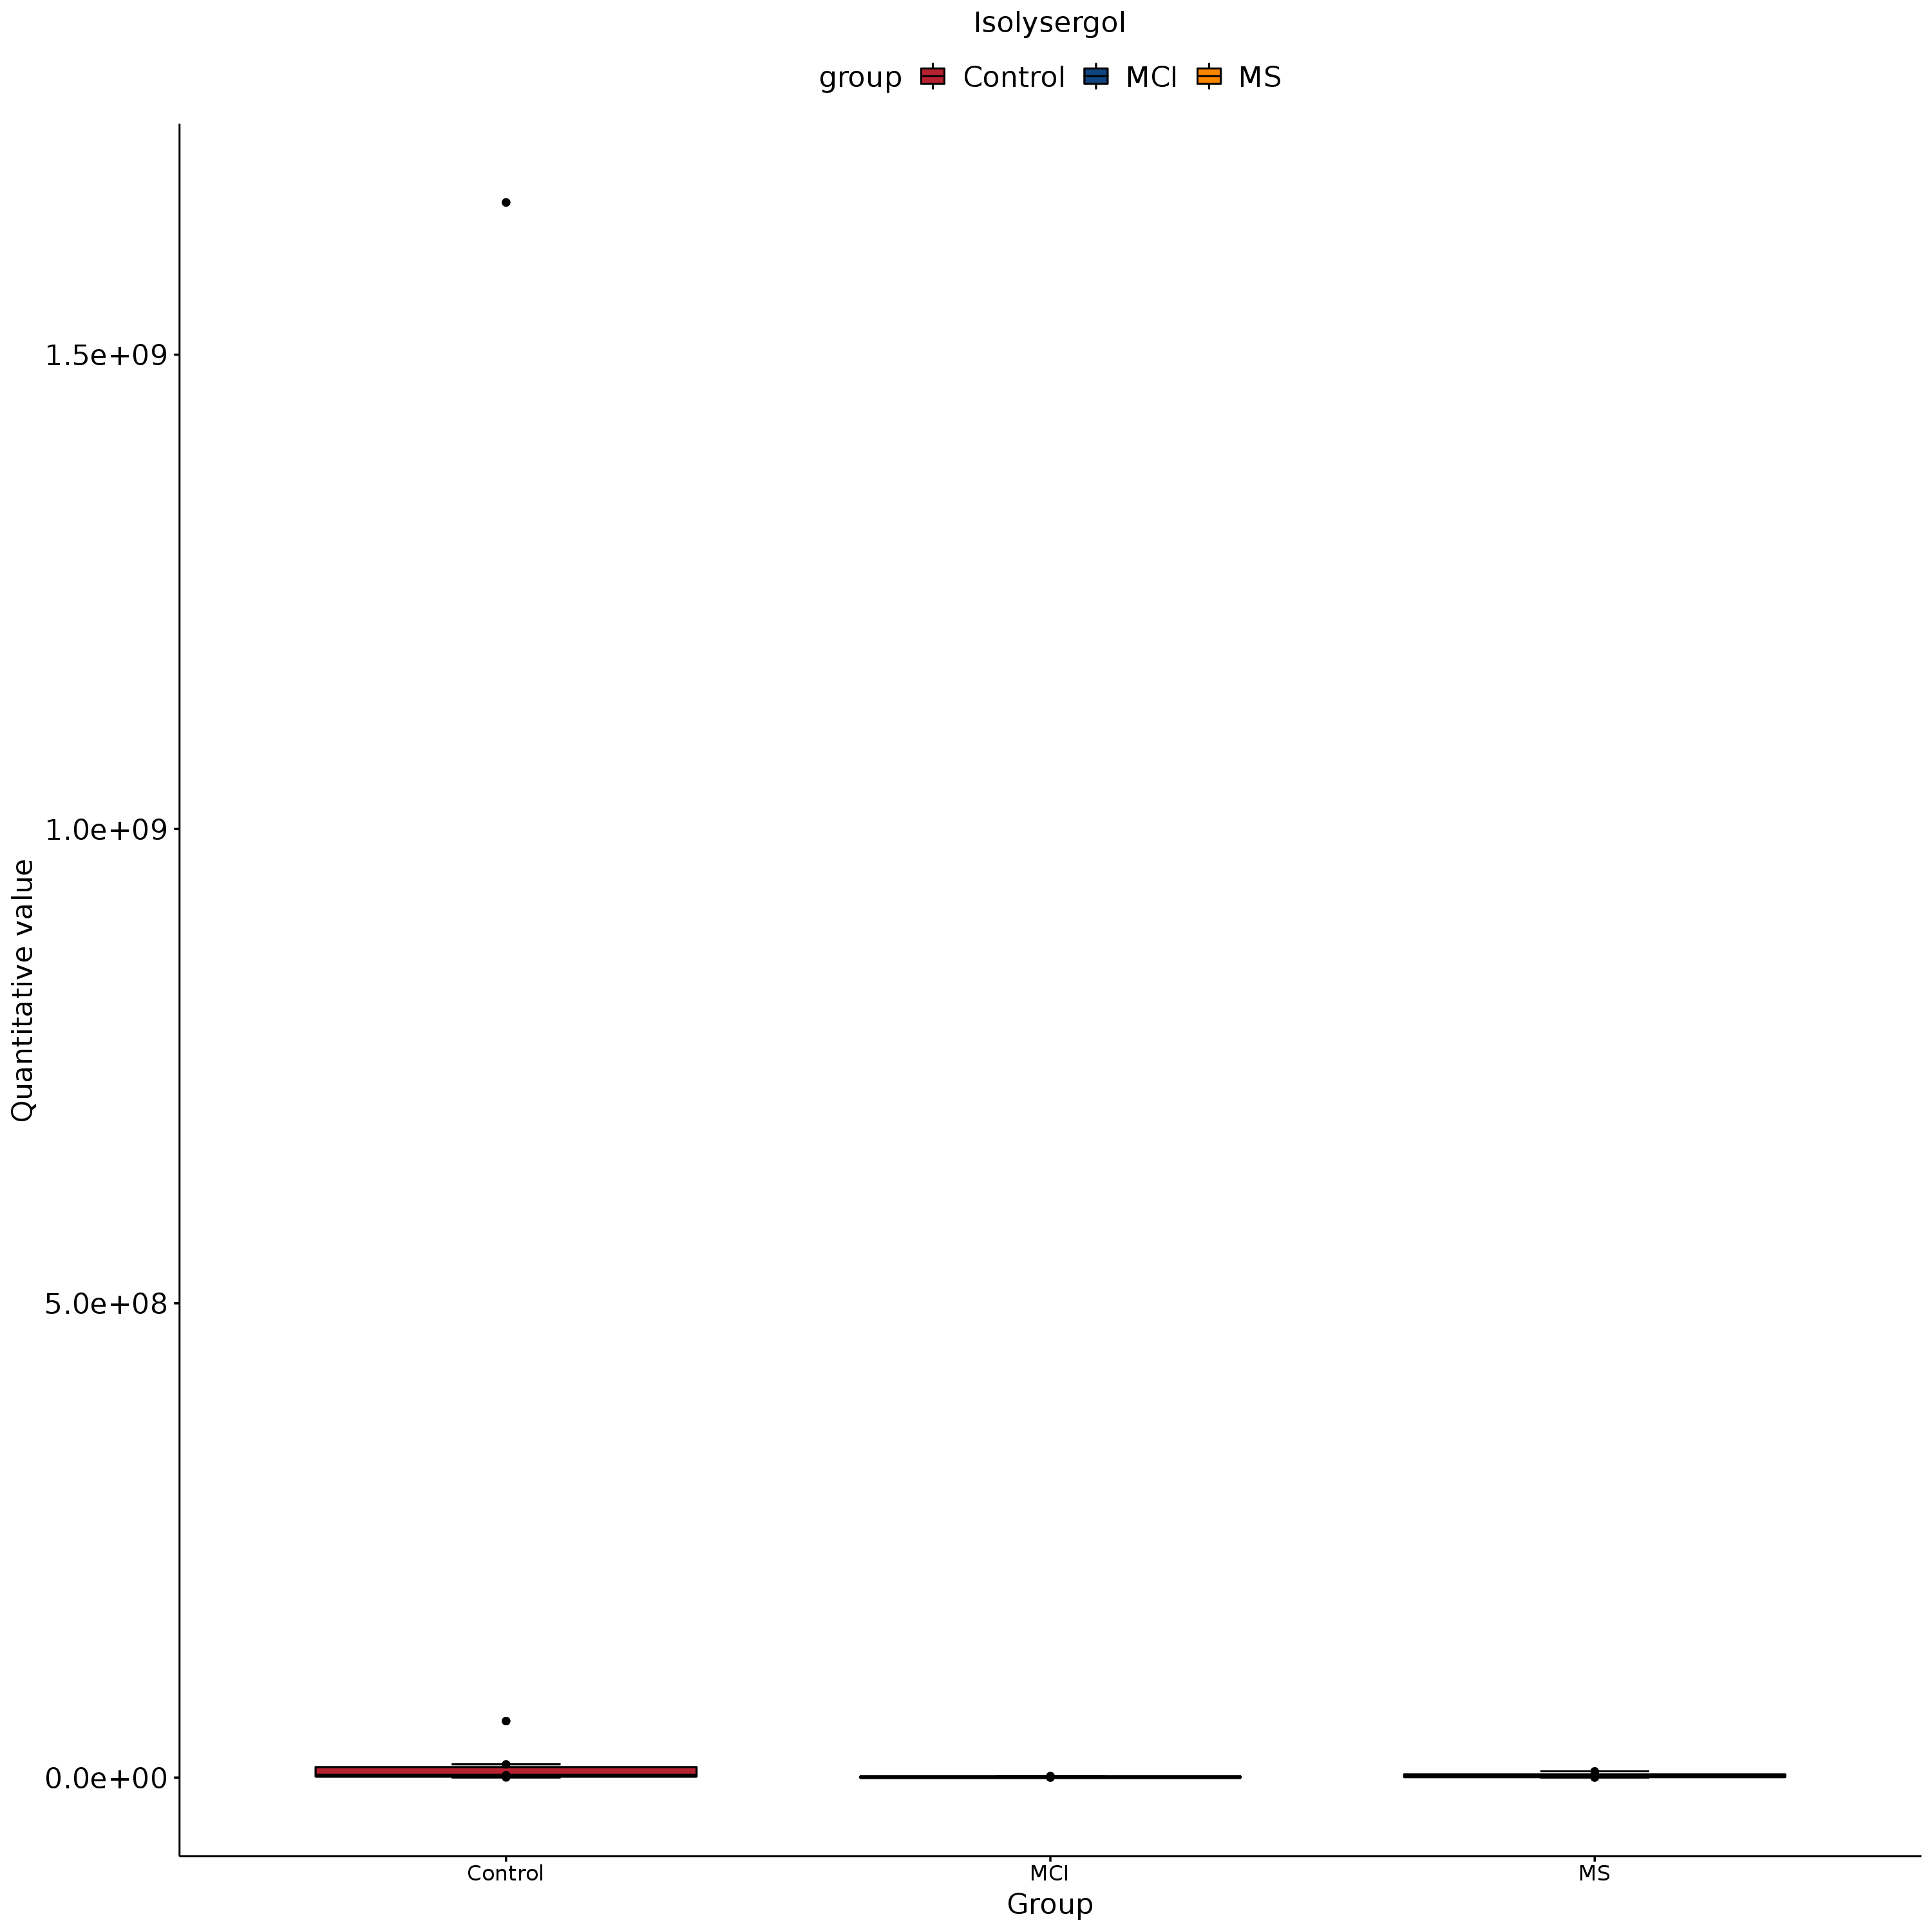 Isolysergol
group Control MCI MS
1.5e+09
1.0e+09
5.0e+08
0.0e+00
Quantitative value
Control MCI MS
Group